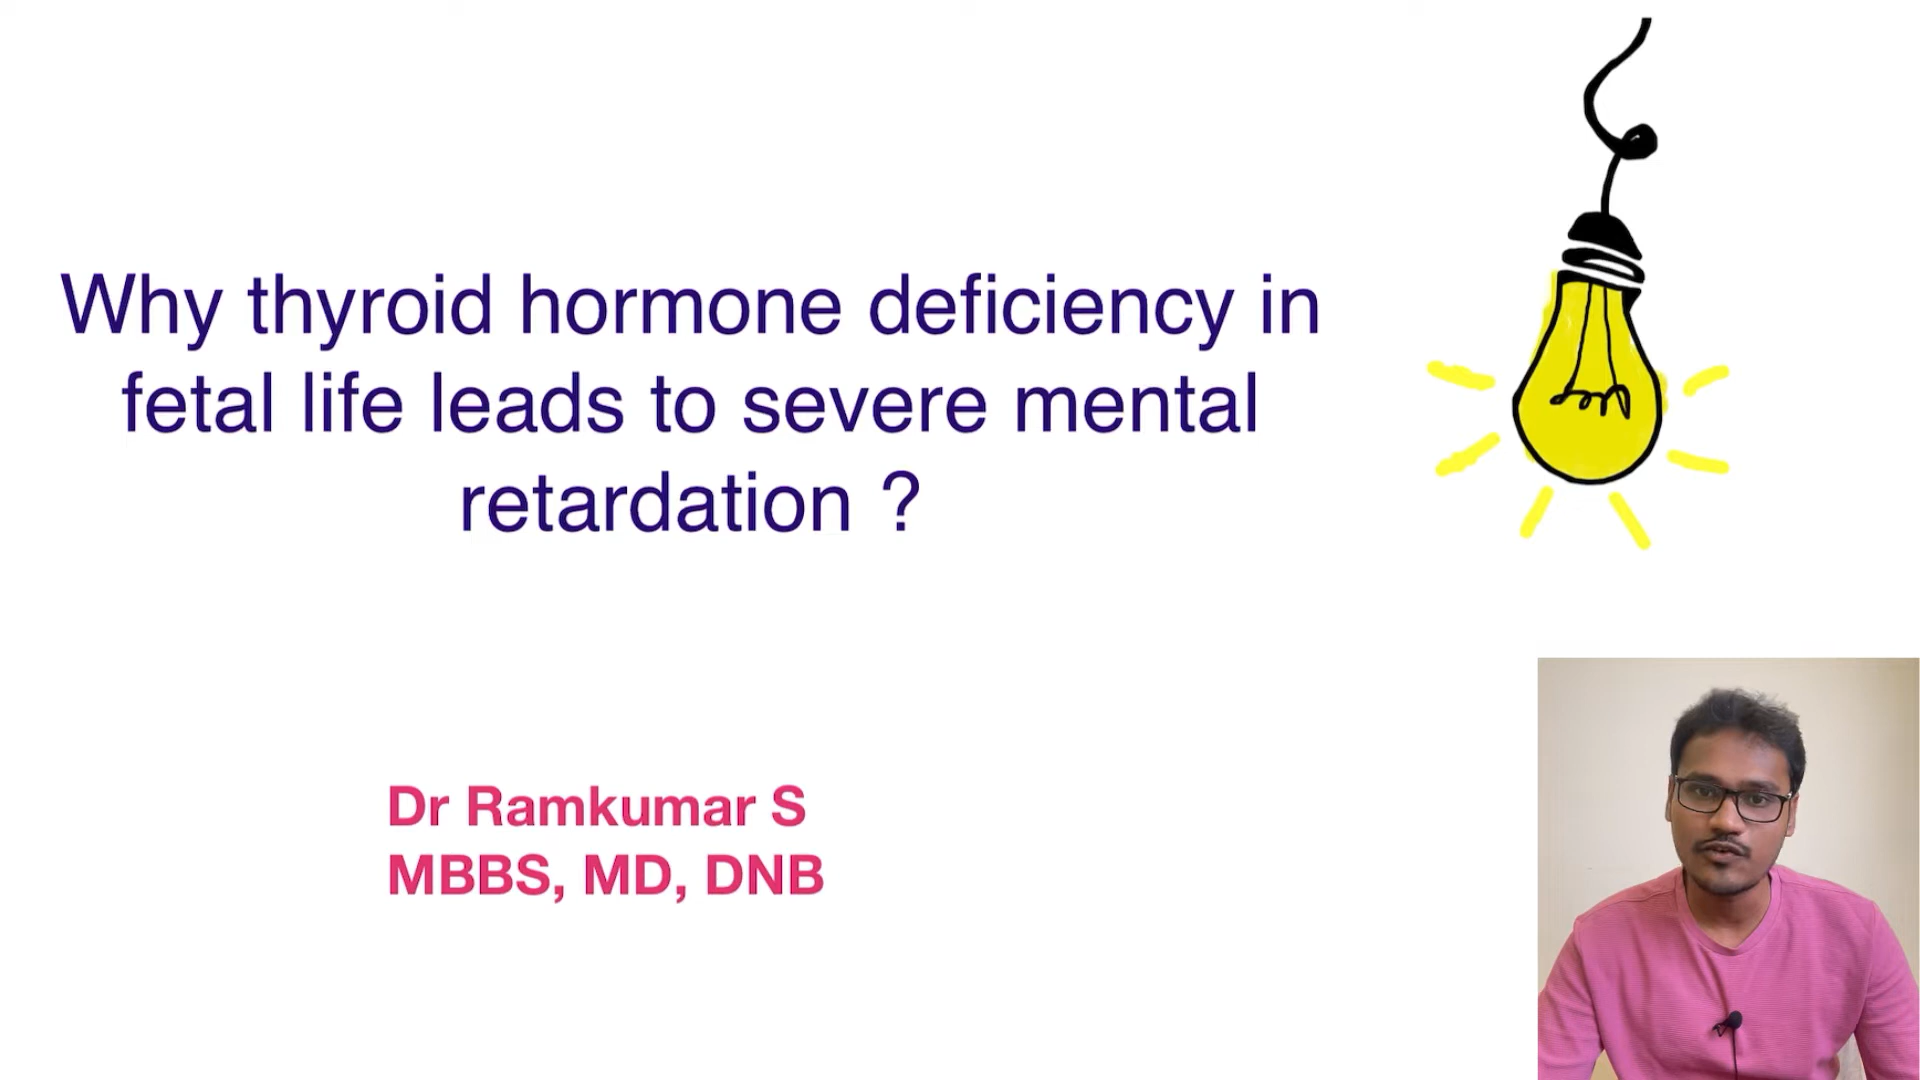 Why thyroid hormone deficiency in
fetal life leads to severe mental
retardation ?
Dr Ramkumar S
MBBS, MD, DNB